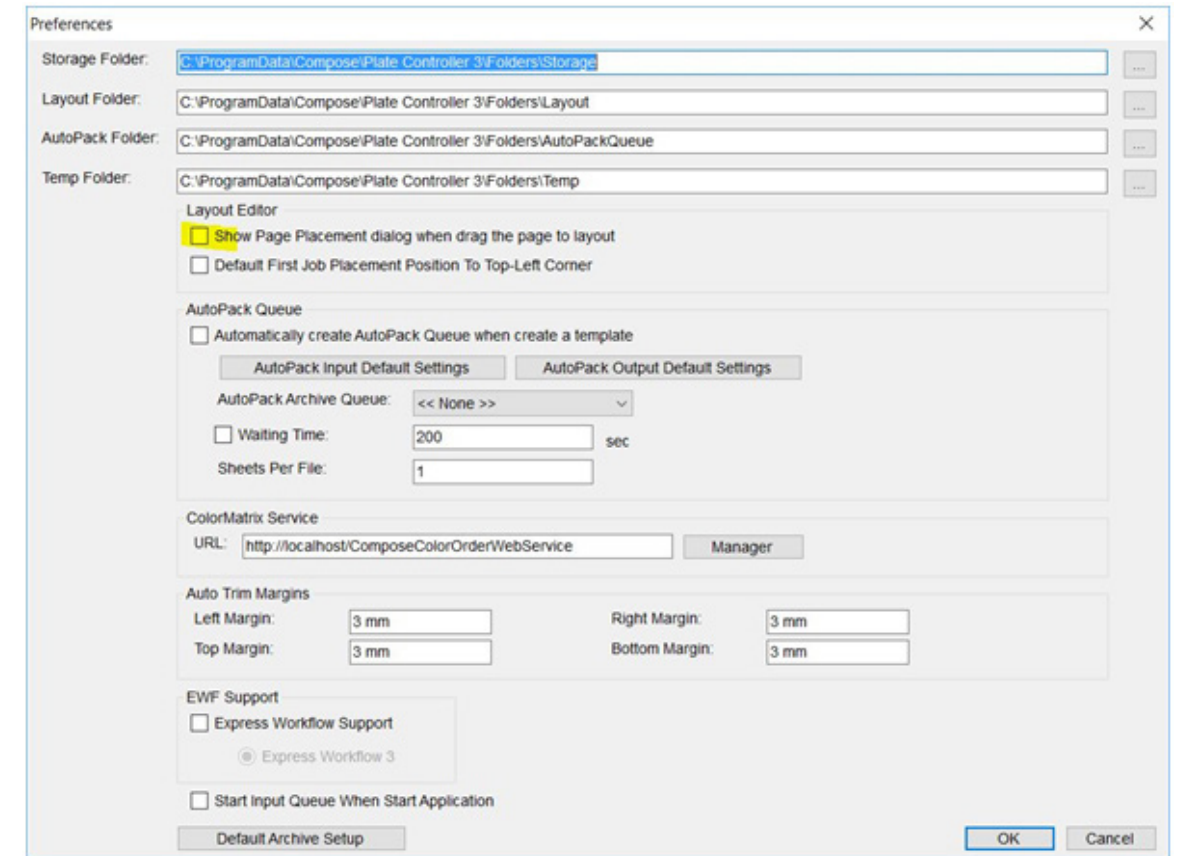 Preferences
Storage Folder: C:\ProgramData\Compose\Plate Controller 3\Folders\Storage ...
Layout Folder: C:\ProgramData\Compose\Plate Controller 3\Folders\Layout ...
AutoPack Folder: C:\ProgramData\Compose\Plate Controller 3\Folders\AutoPackQueue ...
Temp Folder: C:\ProgramData\Compose\Plate Controller 3\Folders\Temp ...
Layout Editor
Show Page Placement dialog when drag the page to layout
Default First Job Placement Position To Top-Left Corner
AutoPack Queue
Automatically create AutoPack Queue when create a template
AutoPack Input Default Settings AutoPack Output Default Settings
AutoPack Archive Queue: << None >>
Waiting Time: 200 sec
Sheets Per File: 1
ColorMatrix Service
URL: http://localhost/ComposeColorOrderWebService Manager
Auto Trim Margins
Left Margin: 3 mm Right Margin: 3 mm
Top Margin: 3 mm Bottom Margin: 3 mm
EWF Support
Express Workflow Support
Express Workflow 3
Start Input Queue When Start Application
Default Archive Setup OK Cancel